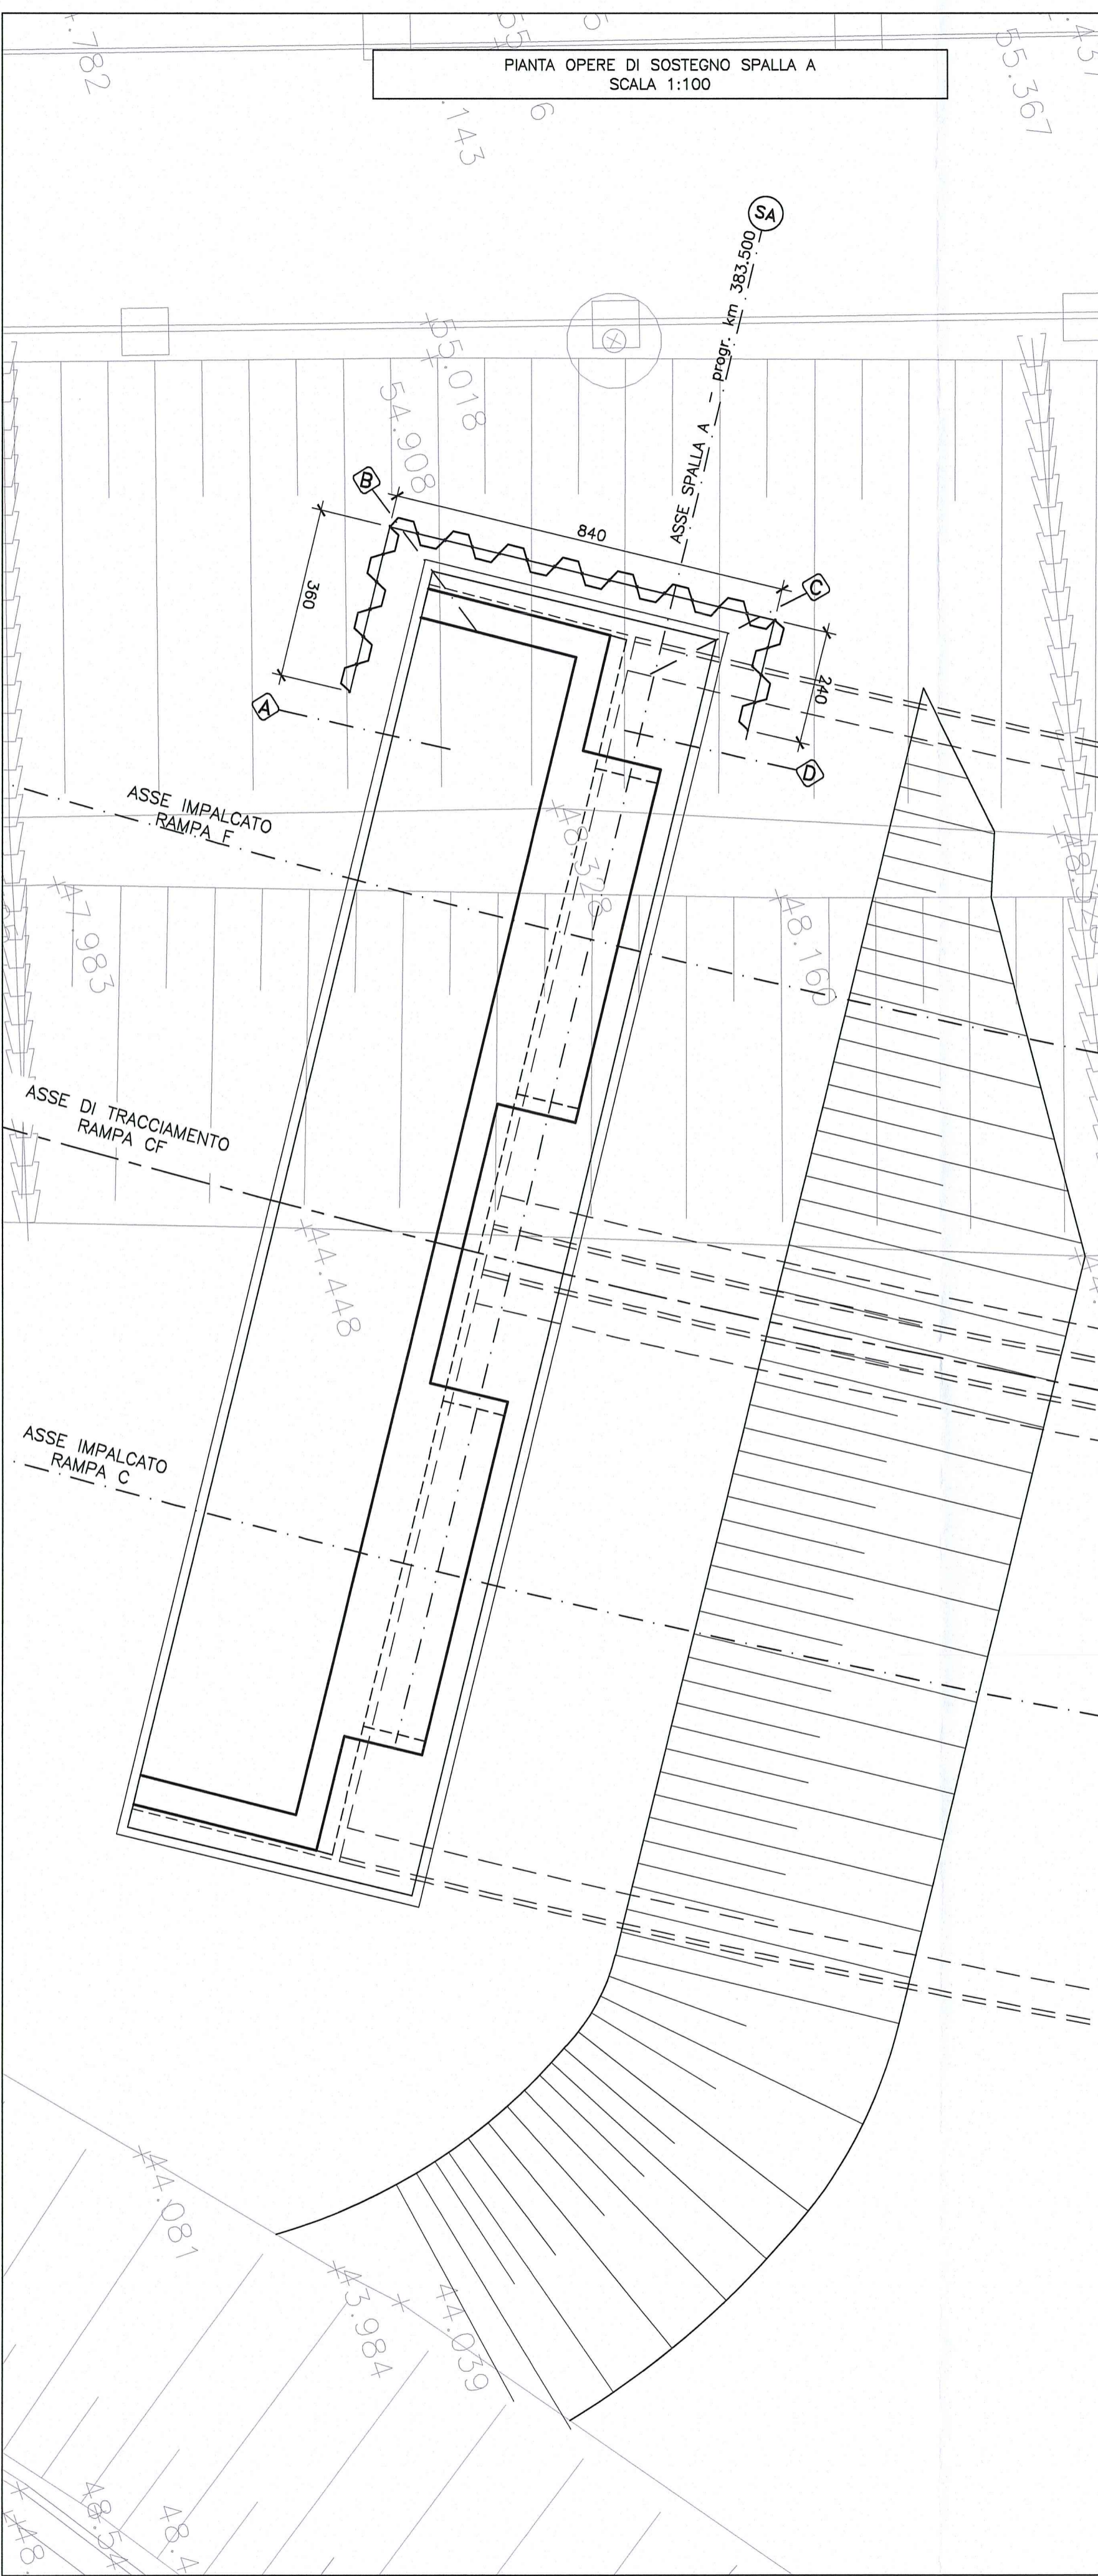 PIANTA OPERE DI SOSTEGNO SPALLA A
SCALA 1:100
55.367
SA
ASSE SPALLA A - progr. km 383.500
55.018
54.908
B
840
C
360
240
A
D
ASSE IMPALCATO
RAMPA F
48.328
47.983
48.160
ASSE DI TRACCIAMENTO
RAMPA CF
44.448
ASSE IMPALCATO
RAMPA C
44.081
43.984
44.039